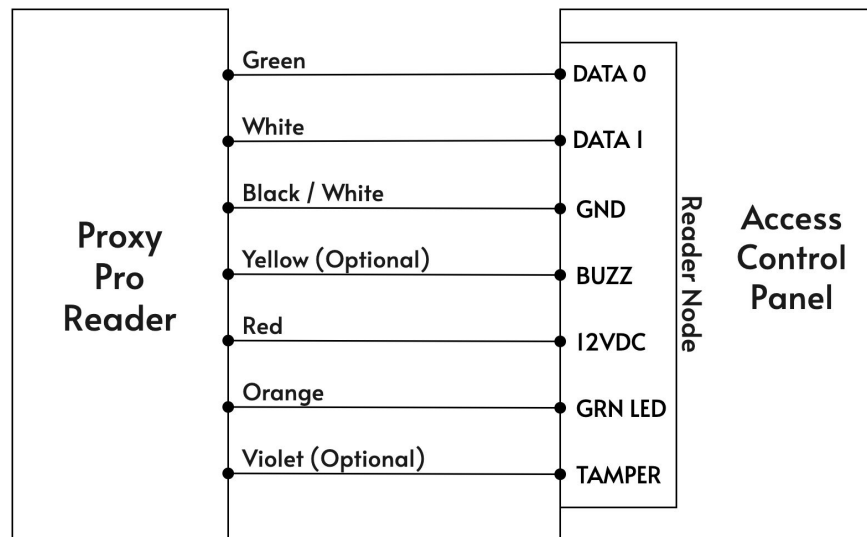 Proxy
Pro
Reader
Green
White
Black / White
Yellow (Optional)
Red
Orange
Violet (Optional)
DATA 0
DATA 1
GND
BUZZ
12VDC
GRN LED
TAMPER
Reader Node
Access
Control
Panel